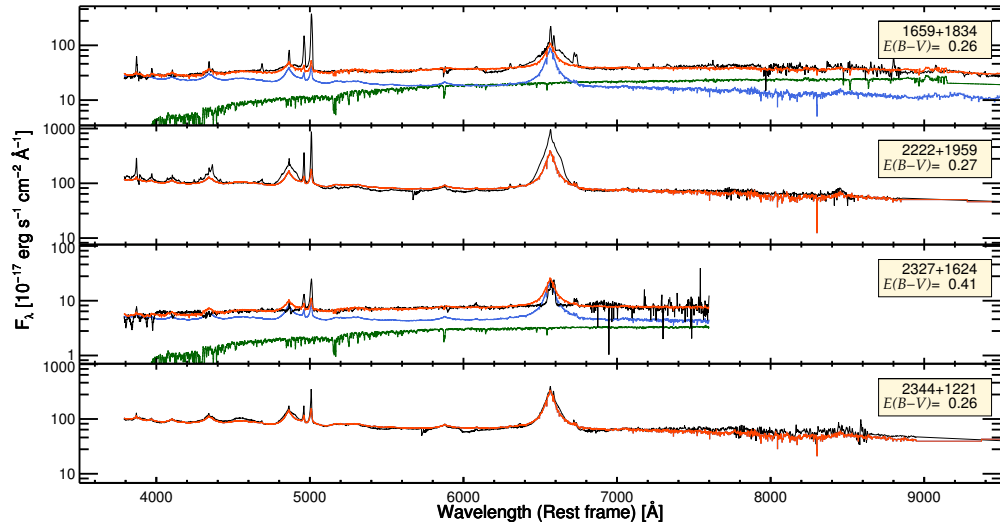 1659+1834
E(B−V)= 0.26
100
10
1000
2222+1959
E(B−V)= 0.27
100
10
100
2327+1624
E(B−V)= 0.41
10
1
2344+1221
E(B−V)= 0.26
100
10
4000 5000 6000 7000 8000 9000
Wavelength (Rest frame) [Å]
Fλ [10⁻¹⁷ erg s⁻¹ cm⁻² Å⁻¹]